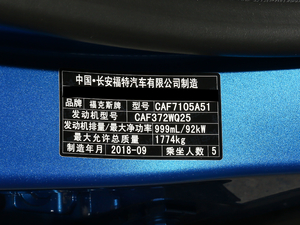 中国·长安福特汽车有限公司制造
品牌 福克斯牌 型号 CAF7105A51
发动机型号 CAF372WQ25
发动机排量/最大净功率 999mL/92kW
最大允许总质量 1774kg
制造年月 2018-09 乘坐人数 5